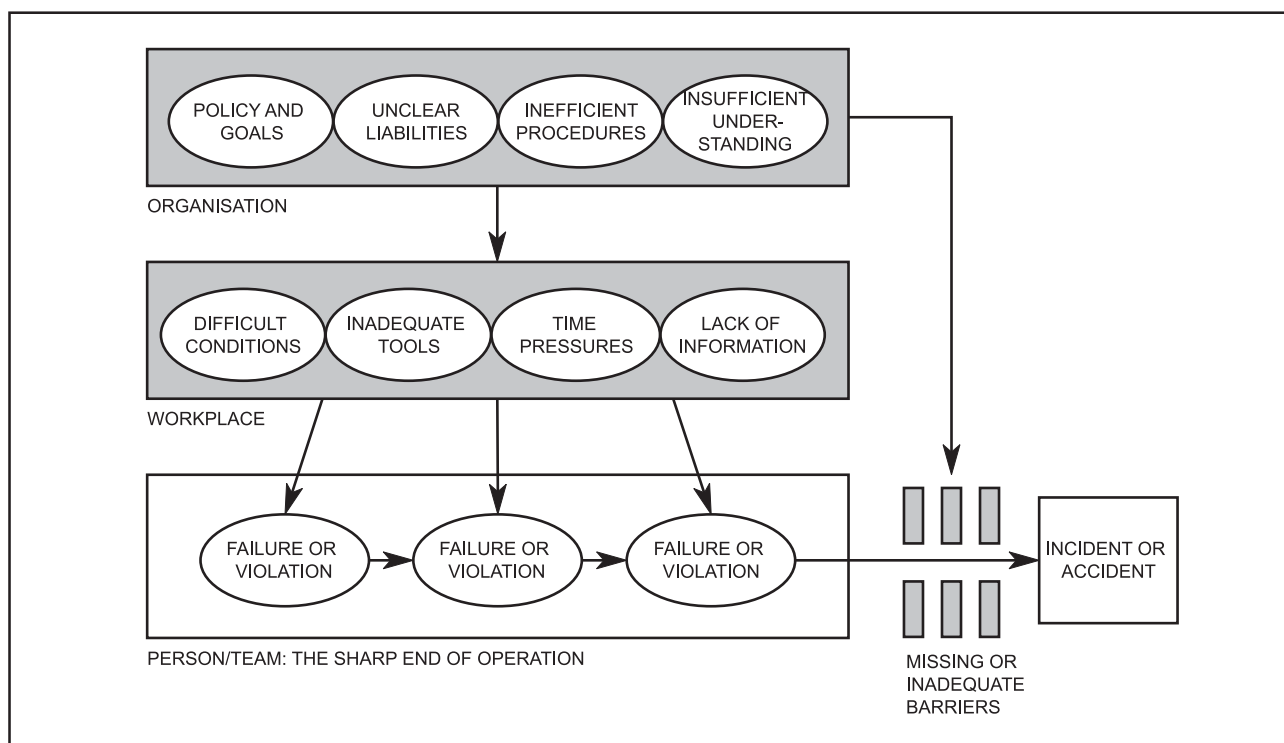 POLICY AND
GOALS
UNCLEAR
LIABILITIES
INEFFICIENT
PROCEDURES
INSUFFICIENT
UNDER-
STANDING
ORGANISATION
DIFFICULT
CONDITIONS
INADEQUATE
TOOLS
TIME
PRESSURES
LACK OF
INFORMATION
WORKPLACE
FAILURE OR
VIOLATION
FAILURE OR
VIOLATION
FAILURE OR
VIOLATION
INCIDENT OR
ACCIDENT
PERSON/TEAM: THE SHARP END OF OPERATION
MISSING OR
INADEQUATE
BARRIERS